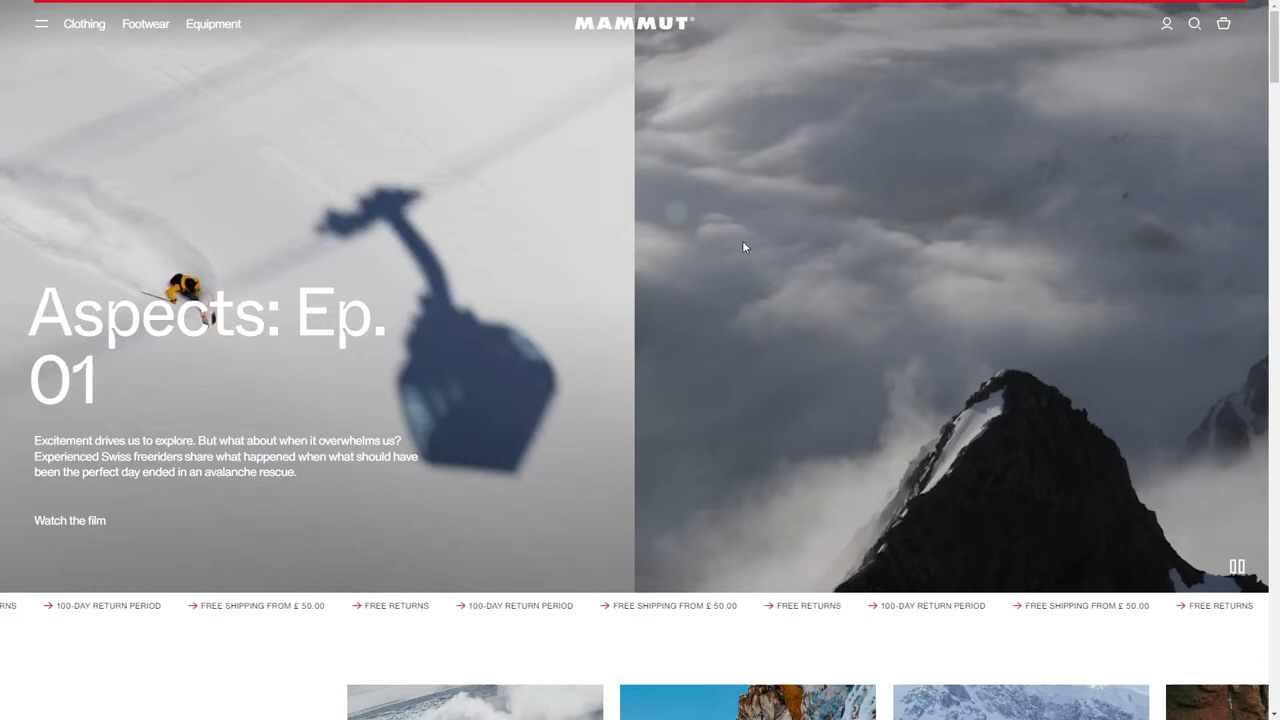 Clothing Footwear Equipment
MAMMUT®
Aspects: Ep.
01
Excitement drives us to explore. But what about when it overwhelms us?
Experienced Swiss freeriders share what happened when what should have
been the perfect day ended in an avalanche rescue.
Watch the film
RNS → 100-DAY RETURN PERIOD → FREE SHIPPING FROM £ 50.00 → FREE RETURNS → 100-DAY RETURN PERIOD → FREE SHIPPING FROM £ 50.00 → FREE RETURNS → 100-DAY RETURN PERIOD → FREE SHIPPING FROM £ 50.00 → FREE RETURNS